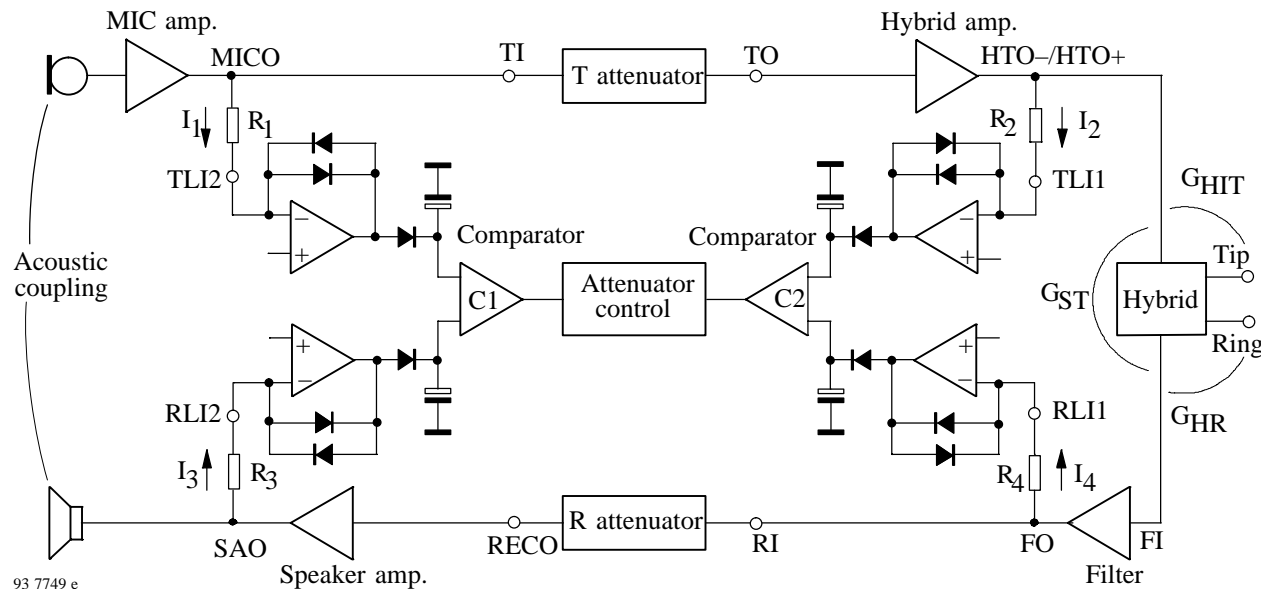 MIC amp.
Hybrid amp.
MICO
TI
T attenuator
TO
HTO–/HTO+
I1
R1
R2
I2
TLI2
TLI1
GHIT
Comparator
Comparator
Acoustic
coupling
C1
Attenuator
control
C2
GST
Hybrid
Tip
Ring
−
+
−
+
+
−
+
−
RLI2
RLI1
GHR
I3
R3
R4
I4
SAO
Speaker amp.
RECO
R attenuator
RI
FO
FI
Filter
93 7749 e